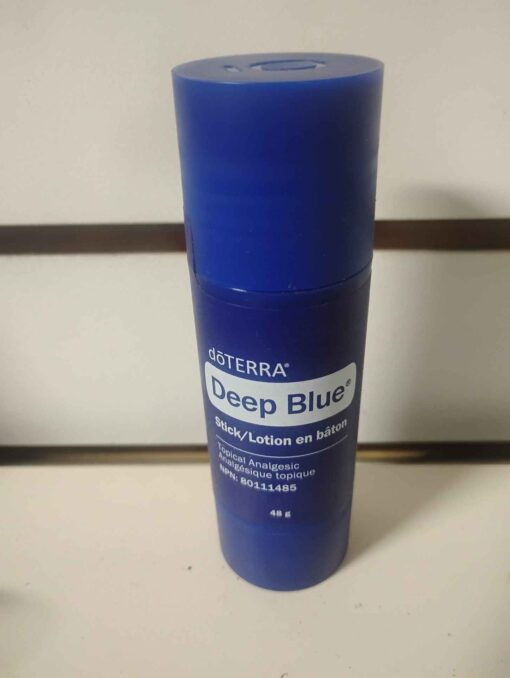 dōTERRA®
Deep Blue®
Stick/Lotion en bâton
Topical Analgesic
Analgésique topique
NPN: 80111485
48 g